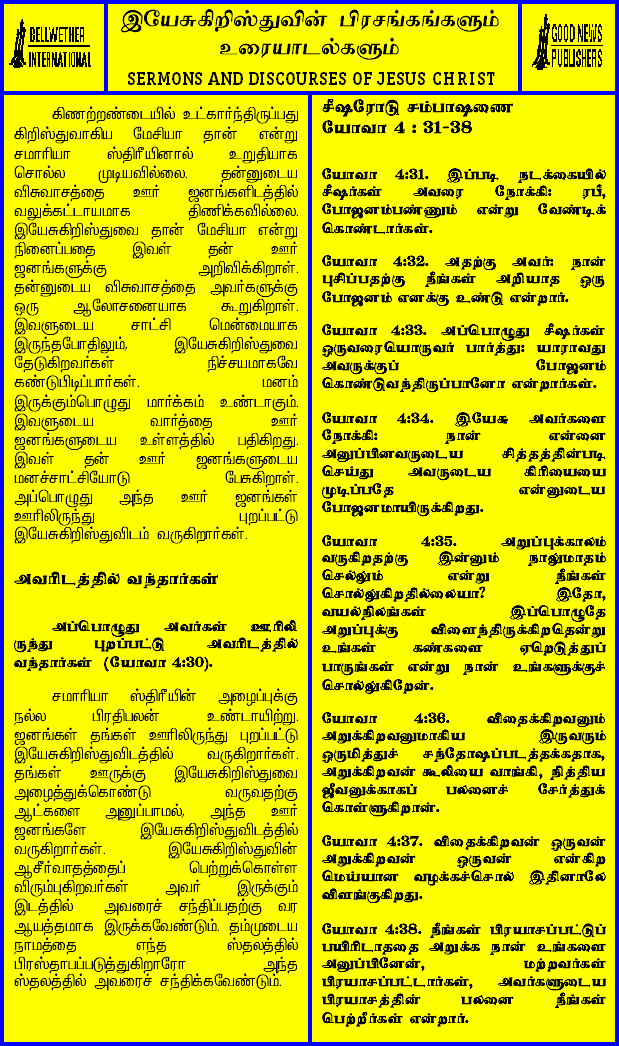 BELLWETHER
INTERNATIONAL
இயேசுகிறிஸ்துவின் பிரசங்கங்களும்
உரையாடல்களும்
SERMONS AND DISCOURSES OF JESUS CHRIST
GOOD NEWS
PUBLISHERS
கிணற்றண்டையில் உட்கார்ந்திருப்பது
கிறிஸ்துவாகிய மேசியா தான் என்று
சமாரியா ஸ்திரீயினால் உறுதியாக
சொல்ல முடியவில்லை. தன்னுடைய
விசுவாசத்தை ஊர் ஜனங்களிடத்தில்
வலுக்கட்டாயமாக திணிக்கவில்லை.
இயேசுகிறிஸ்துவை தான் மேசியா என்று
நினைப்பதை இவள் தன் ஊர்
ஜனங்களுக்கு அறிவிக்கிறாள்.
தன்னுடைய விசுவாசத்தை அவர்களுக்கு
ஒரு ஆலோசனையாக கூறுகிறாள்.
இவளுடைய சாட்சி மென்மையாக
இருந்தபோதிலும், இயேசுகிறிஸ்துவை
தேடுகிறவர்கள் நிச்சயமாகவே
கண்டுபிடிப்பார்கள். மனம்
இருக்கும்பொழுது மார்க்கம் உண்டாகும்.
இவளுடைய வார்த்தை ஊர்
ஜனங்களுடைய உள்ளத்தில் பதிகிறது.
இவள் தன் ஊர் ஜனங்களுடைய
மனச்சாட்சியோடு பேசுகிறாள்.
அப்பொழுது அந்த ஊர் ஜனங்கள்
ஊரிலிருந்து புறப்பட்டு
இயேசுகிறிஸ்துவிடம் வருகிறார்கள்.
அவரிடத்தில் வந்தார்கள்
அப்பொழுது அவர்கள் ஊரிலி
ருந்து புறப்பட்டு அவரிடத்தில்
வந்தார்கள் (யோவா 4:30).
சமாரியா ஸ்திரீயின் அழைப்புக்கு
நல்ல பிரதிபலன் உண்டாயிற்று.
ஜனங்கள் தங்கள் ஊரிலிருந்து புறப்பட்டு
இயேசுகிறிஸ்துவிடத்தில் வருகிறார்கள்.
தங்கள் ஊருக்கு இயேசுகிறிஸ்துவை
அழைத்துக்கொண்டு வருவதற்கு
ஆட்களை அனுப்பாமல், அந்த ஊர்
ஜனங்களே இயேசுகிறிஸ்துவிடத்தில்
வருகிறார்கள். இயேசுகிறிஸ்துவின்
ஆசீர்வாதத்தைப் பெற்றுக்கொள்ள
விரும்புகிறவர்கள் அவர் இருக்கும்
இடத்தில் அவரைச் சந்திப்பதற்கு வர
ஆயத்தமாக இருக்கவேண்டும். தம்முடைய
நாமத்தை எந்த ஸ்தலத்தில்
பிரஸ்தாபப்படுத்துகிறாரோ அந்த
ஸ்தலத்தில் அவரைச் சந்திக்கவேண்டும்.
சீஷரோடு சம்பாஷணை
யோவா 4 : 31-38
யோவா 4:31. இப்படி நடக்கையில்
சீஷர்கள் அவரை நோக்கி: ரபீ,
போஜனம்பண்ணும் என்று வேண்டிக்
கொண்டார்கள்.
யோவா 4:32. அதற்கு அவர்: நான்
புசிப்பதற்கு நீங்கள் அறியாத ஒரு
போஜனம் எனக்கு உண்டு என்றார்.
யோவா 4:33. அப்பொழுது சீஷர்கள்
ஒருவரையொருவர் பார்த்து: யாராவது
அவருக்குப் போஜனம்
கொண்டுவந்திருப்பானோ என்றார்கள்.
யோவா 4:34. இயேசு அவர்களை
நோக்கி: நான் என்னை
அனுப்பினவருடைய சித்தத்தின்படி
செய்து அவருடைய கிரியையை
முடிப்பதே என்னுடைய
போஜனமாயிருக்கிறது.
யோவா 4:35. அறுப்புக்காலம்
வருகிறதற்கு இன்னும் நாலுமாதம்
செல்லும் என்று நீங்கள்
சொல்லுகிறதில்லையா? இதோ,
வயல்நிலங்கள் இப்பொழுதே
அறுப்புக்கு விளைந்திருக்கிறதென்று
உங்கள் கண்களை ஏறெடுத்துப்
பாருங்கள் என்று நான் உங்களுக்குச்
சொல்லுகிறேன்.
யோவா 4:36. விதைக்கிறவனும்
அறுக்கிறவனுமாகிய இருவரும்
ஒருமித்துச் சந்தோஷப்படத்தக்கதாக,
அறுக்கிறவன் கூலியை வாங்கி, நித்திய
ஜீவனுக்காகப் பலனைச் சேர்த்துக்
கொள்ளுகிறான்.
யோவா 4:37. விதைக்கிறவன் ஒருவன்
அறுக்கிறவன் ஒருவன் என்கிற
மெய்யான வழக்கச்சொல் இதினாலே
விளங்குகிறது.
யோவா 4:38. நீங்கள் பிரயாசப்பட்டுப்
பயிரிடாததை அறுக்க நான் உங்களை
அனுப்பினேன், மற்றவர்கள்
பிரயாசப்பட்டார்கள், அவர்களுடைய
பிரயாசத்தின் பலனை நீங்கள்
பெற்றீர்கள் என்றார்.